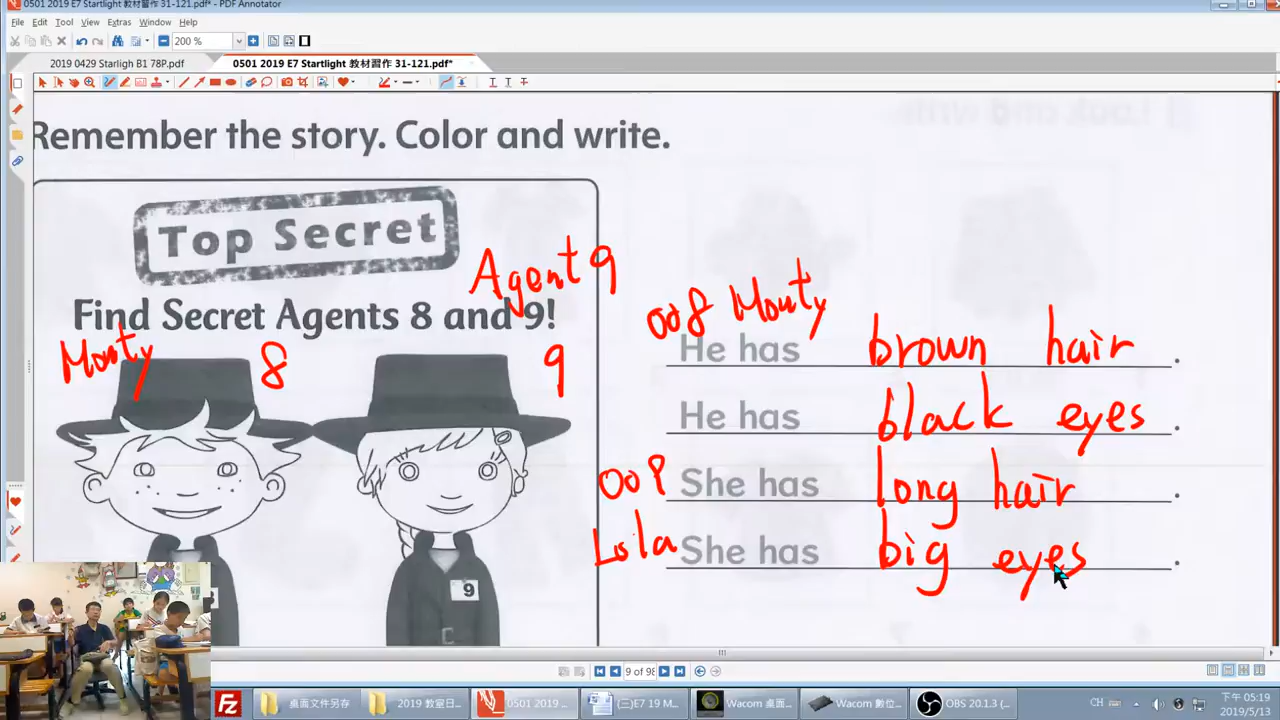 0501 2019 E7 Startlight 教材習作 31-121.pdf* - PDF Annotator
File Edit Tool View Extras Window Help
200 %
2019 0429 Starligh B1 78P.pdf
0501 2019 E7 Startlight 教材習作 31-121.pdf*
Remember the story. Color and write.
Top Secret
Agent 9
Find Secret Agents 8 and 9!
Monty 8 9
008 Monty
He has brown hair.
He has black eyes.
009 She has long hair.
Lola She has big eyes.
9
9 of 98
桌面文件另存
2019 教室日...
0501 2019 ...
(三)E7 19 M...
Wacom 桌面...
Wacom 數位...
OBS 20.1.3 (...
CH
下午 05:19
2019/5/13